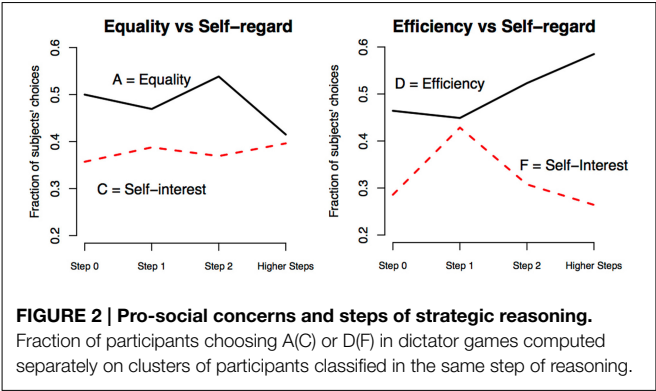 Equality vs Self−regard
Fraction of subjects' choices
0.6
0.5
0.4
0.3
0.2
A = Equality
C = Self−interest
Step 0
Step 1
Step 2
Higher Steps
Efficiency vs Self−regard
Fraction of subjects' choices
0.6
0.5
0.4
0.3
0.2
D = Efficiency
F = Self−Interest
Step 0
Step 1
Step 2
Higher Steps
FIGURE 2 | Pro-social concerns and steps of strategic reasoning.
Fraction of participants choosing A(C) or D(F) in dictator games computed
separately on clusters of participants classified in the same step of reasoning.